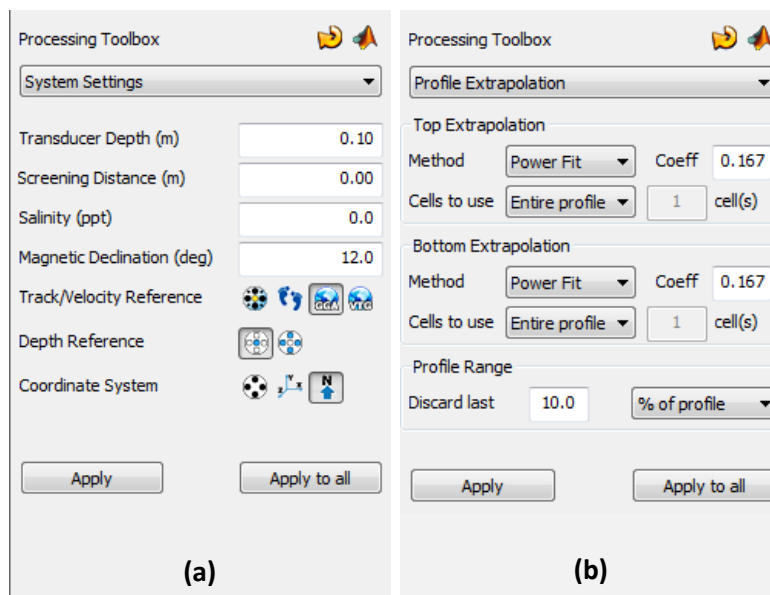 Processing Toolbox
System Settings
Transducer Depth (m) 0.10
Screening Distance (m) 0.00
Salinity (ppt) 0.0
Magnetic Declination (deg) 12.0
Track/Velocity Reference GGA VTG
Depth Reference
Coordinate System Y X Z N
Apply Apply to all
(a)
Processing Toolbox
Profile Extrapolation
Top Extrapolation
Method Power Fit Coeff 0.167
Cells to use Entire profile 1 cell(s)
Bottom Extrapolation
Method Power Fit Coeff 0.167
Cells to use Entire profile 1 cell(s)
Profile Range
Discard last 10.0 % of profile
Apply Apply to all
(b)